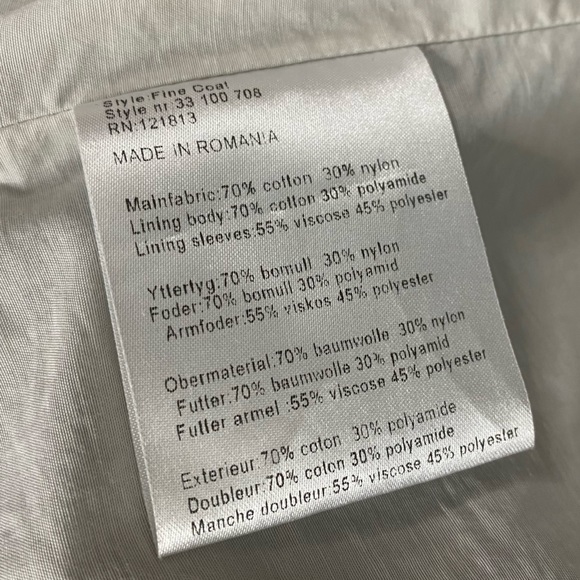 Style Fine Coat
Style nr 33 100 708
RN:121813
MADE IN ROMANIA
Mainfabric:70% cotton 30% nylon
Lining body:70% cotton 30% polyamide
Lining sleeves:55% viscose 45% polyester
Yttertyg:70% bomull 30% nylon
Foder:70% bomull 30% polyamid
Armfoder:55% viskos 45% polyester
Obermaterial:70% baumwolle 30% nylon
Futter:70% baumwolle 30% polyamid
Futter armel :55% viscose 45% polyester
Exterieur:70% coton 30% polyamide
Doubleur:70% coton 30% polyamide
Manche doubleur:55% viscose 45% polyester